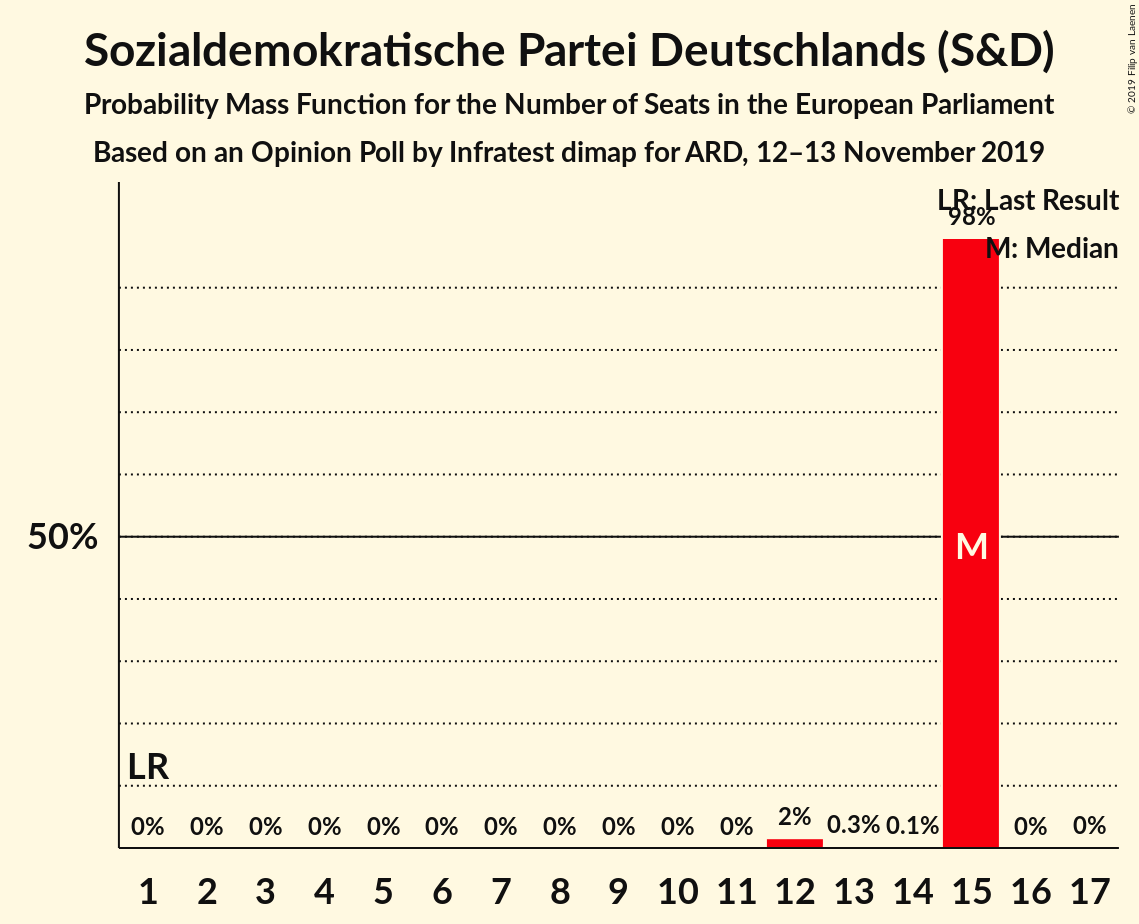 Sozialdemokratische Partei Deutschlands (S&D)
Probability Mass Function for the Number of Seats in the European Parliament
Based on an Opinion Poll by Infratest dimap for ARD, 12–13 November 2019
© 2019 Filip van Laenen
LR: Last Result
98%
M: Median
50%
M
LR
0% 0% 0% 0% 0% 0% 0% 0% 0% 0% 0% 2% 0.3% 0.1% 0% 0%
1 2 3 4 5 6 7 8 9 10 11 12 13 14 15 16 17